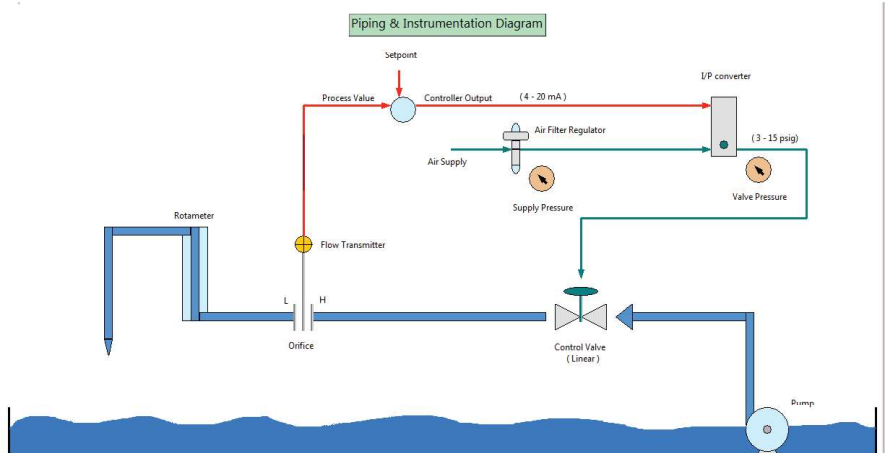 Piping & Instrumentation Diagram
Setpoint
I/P converter
Process Value
Controller Output
( 4 - 20 mA )
Air Filter Regulator
( 3 - 15 psig)
Air Supply
Supply Pressure
Valve Pressure
Rotameter
Flow Transmitter
L
H
Orifice
Control Valve
( Linear )
Pump